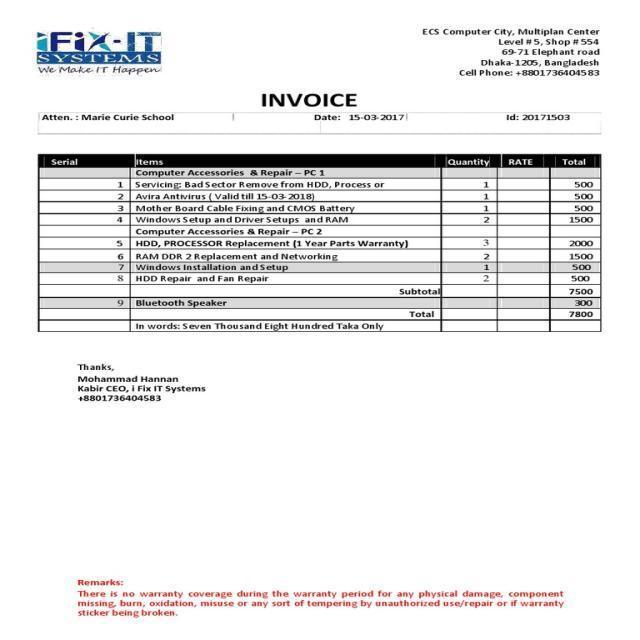 iFix-IT
SYSTEMS
We Make IT Happen
ECS Computer City, Multiplan Center
Level # 5, Shop # 554
69-71 Elephant road
Dhaka-1205, Bangladesh
Cell Phone: +8801736404583
INVOICE
Atten. : Marie Curie School Date: 15-03-2017 Id: 20171503
Serial Items Quantity RATE Total
Computer Accessories & Repair – PC 1
1 Servicing: Bad Sector Remove from HDD, Process or 1 500
2 Avira Antivirus ( Valid till 15-03-2018) 1 500
3 Mother Board Cable Fixing and CMOS Battery 1 500
4 Windows Setup and Driver Setups and RAM 2 1500
Computer Accessories & Repair – PC 2
5 HDD, PROCESSOR Replacement (1 Year Parts Warranty) 3 2000
6 RAM DDR 2 Replacement and Networking 2 1500
7 Windows Installation and Setup 1 500
8 HDD Repair and Fan Repair 2 500
Subtotal 7500
9 Bluetooth Speaker 300
Total 7800
In words: Seven Thousand Eight Hundred Taka Only
Thanks,
Mohammad Hannan
Kabir CEO, i Fix IT Systems
+8801736404583
Remarks:
There is no warranty coverage during the warranty period for any physical damage, component
missing, burn, oxidation, misuse or any sort of tempering by unauthorized use/repair or if warranty
sticker being broken.